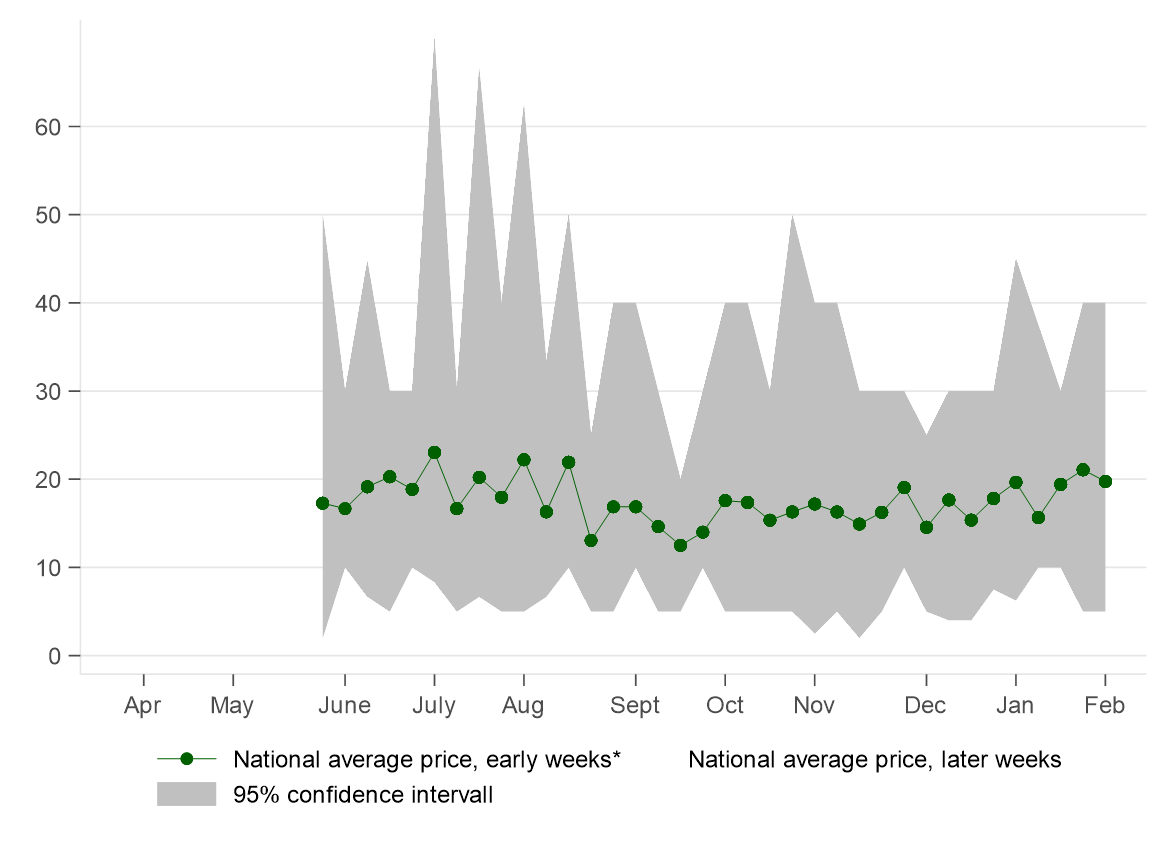 60
50
40
30
20
10
0
Apr May June July Aug Sept Oct Nov Dec Jan Feb
National average price, early weeks* National average price, later weeks
95% confidence intervall